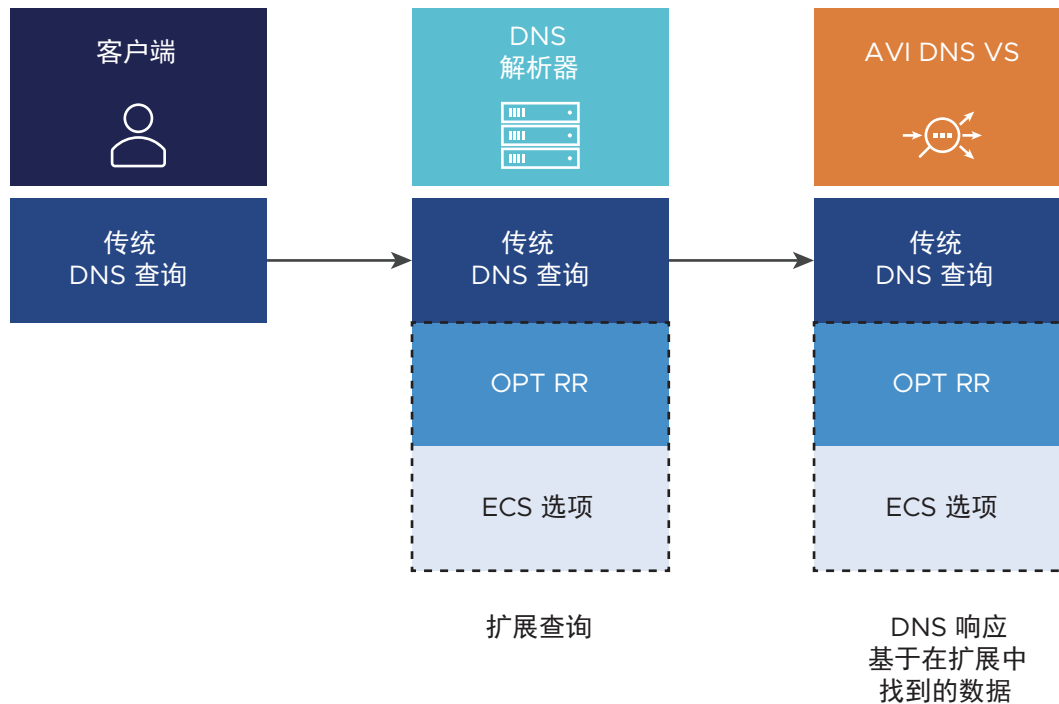 客户端
DNS
解析器
AVI DNS VS
传统
DNS 查询
传统
DNS 查询
传统
DNS 查询
OPT RR
OPT RR
ECS 选项
ECS 选项
扩展查询
DNS 响应
基于在扩展中
找到的数据